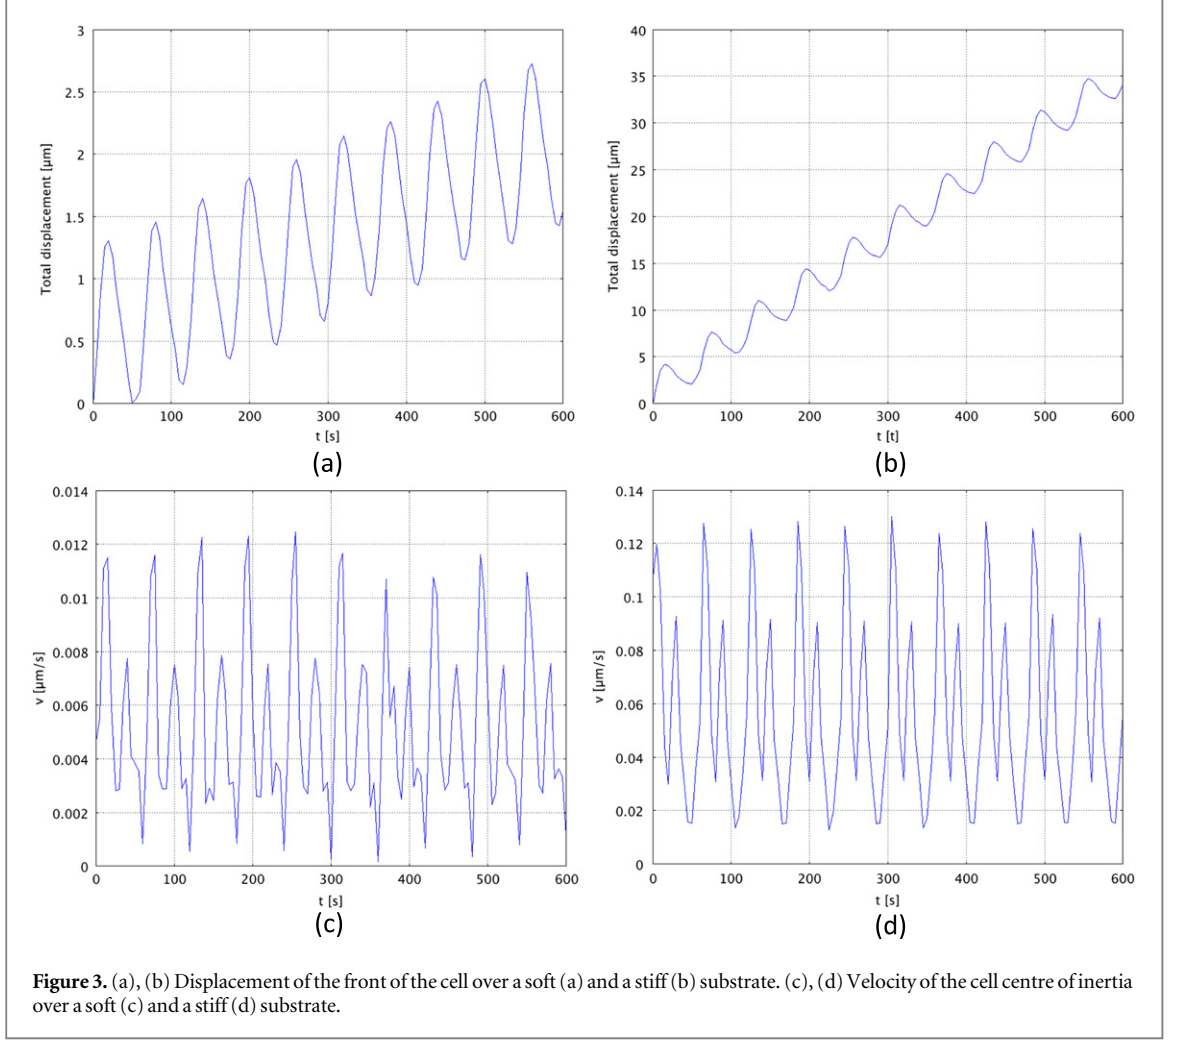 3
2.5
2
1.5
1
0.5
0
Total displacement [µm]
0 100 200 300 400 500 600
t [s]
(a)
40
35
30
25
20
15
10
5
0
Total displacement [µm]
0 100 200 300 400 500 600
t [t]
(b)
0.014
0.012
0.01
0.008
0.006
0.004
0.002
0
v [µm/s]
0 100 200 300 400 500 600
t [s]
(c)
0.14
0.12
0.1
0.08
0.06
0.04
0.02
0
v [µm/s]
0 100 200 300 400 500 600
t [s]
(d)
Figure 3. (a), (b) Displacement of the front of the cell over a soft (a) and a stiff (b) substrate. (c), (d) Velocity of the cell centre of inertia
over a soft (c) and a stiff (d) substrate.